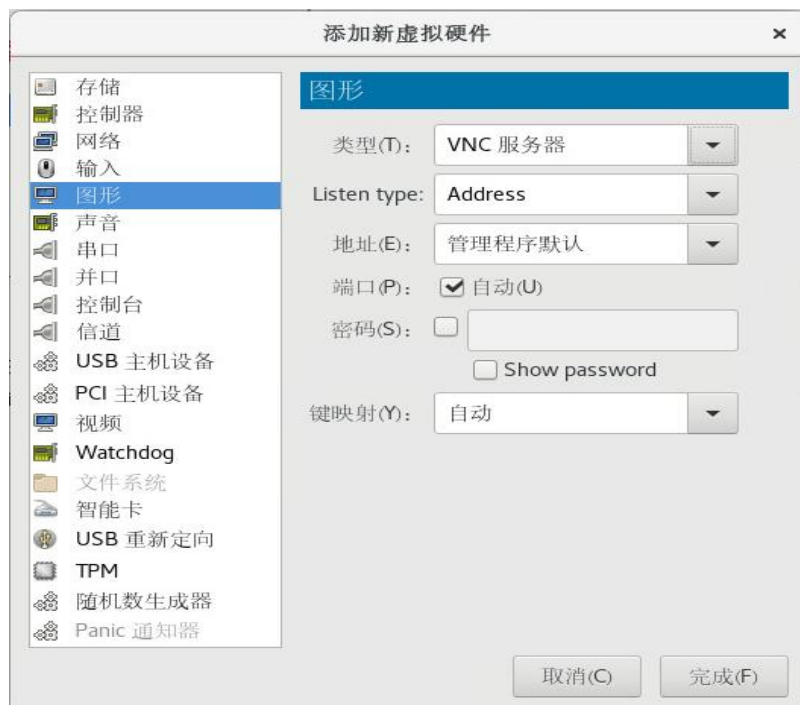 添加新虚拟硬件
存储
控制器
网络
输入
图形
声音
串口
并口
控制台
信道
USB 主机设备
PCI 主机设备
视频
Watchdog
文件系统
智能卡
USB 重新定向
TPM
随机数生成器
Panic 通知器
图形
类型(T): VNC 服务器
Listen type: Address
地址(E): 管理程序默认
端口(P): 自动(U)
密码(S):
Show password
键映射(Y): 自动
取消(C) 完成(F)